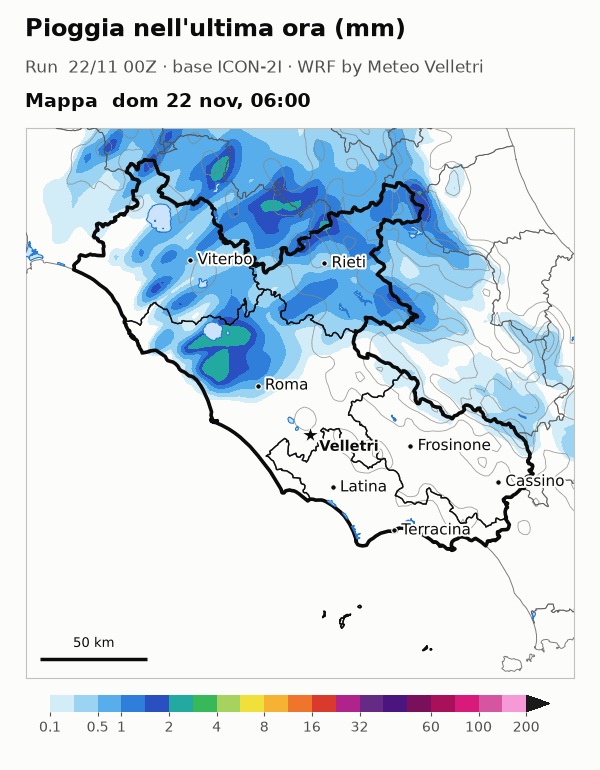 Pioggia nell'ultima ora (mm)
Run  22/11 00Z · base ICON-2I · WRF by Meteo Velletri
Mappa  dom 22 nov, 06:00
Viterbo
Rieti
Roma
Velletri
Frosinone
Latina
Cassino
Terracina
50 km
0.1 0.5 1 2 4 8 16 32 60 100 200